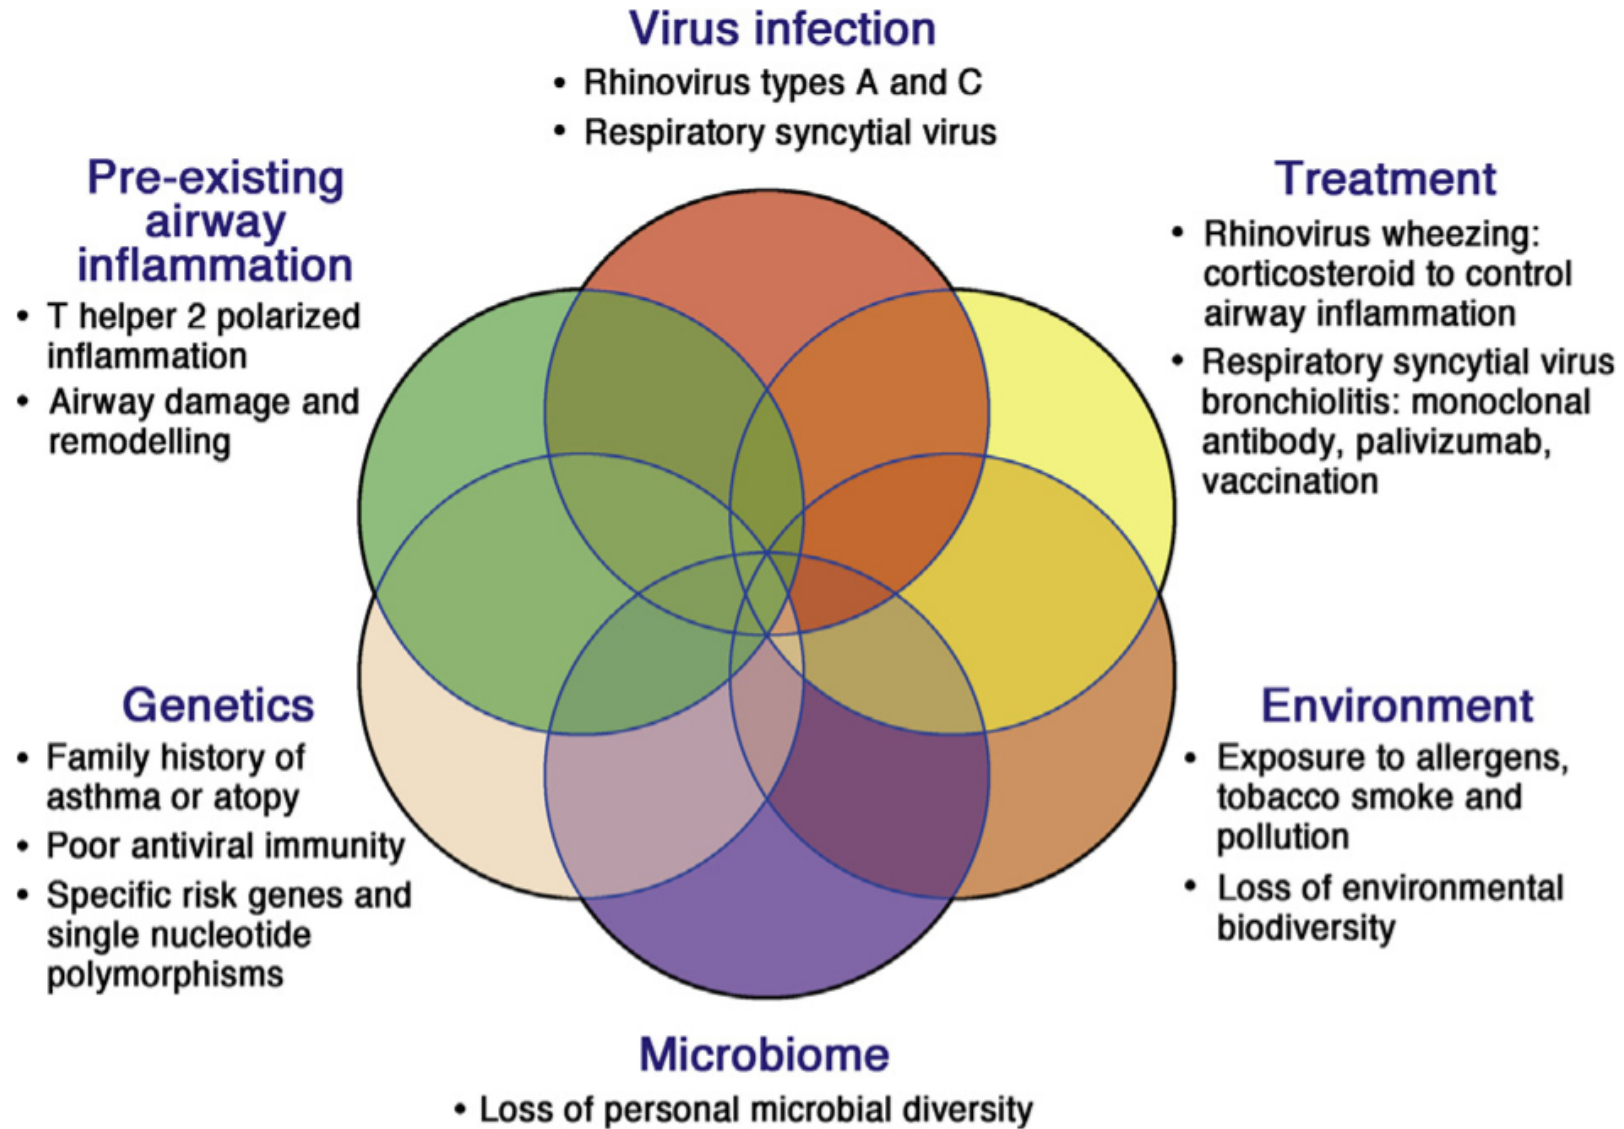 Virus infection
• Rhinovirus types A and C
• Respiratory syncytial virus
Pre-existing
airway
inflammation
• T helper 2 polarized
inflammation
• Airway damage and
remodelling
Treatment
• Rhinovirus wheezing:
corticosteroid to control
airway inflammation
• Respiratory syncytial virus
bronchiolitis: monoclonal
antibody, palivizumab,
vaccination
Genetics
• Family history of
asthma or atopy
• Poor antiviral immunity
• Specific risk genes and
single nucleotide
polymorphisms
Environment
• Exposure to allergens,
tobacco smoke and
pollution
• Loss of environmental
biodiversity
Microbiome
• Loss of personal microbial diversity